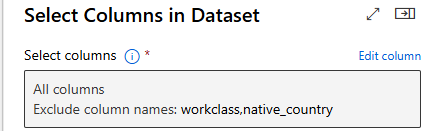 Select Columns in Dataset
Select columns * Edit column
All columns
Exclude column names: workclass,native_country